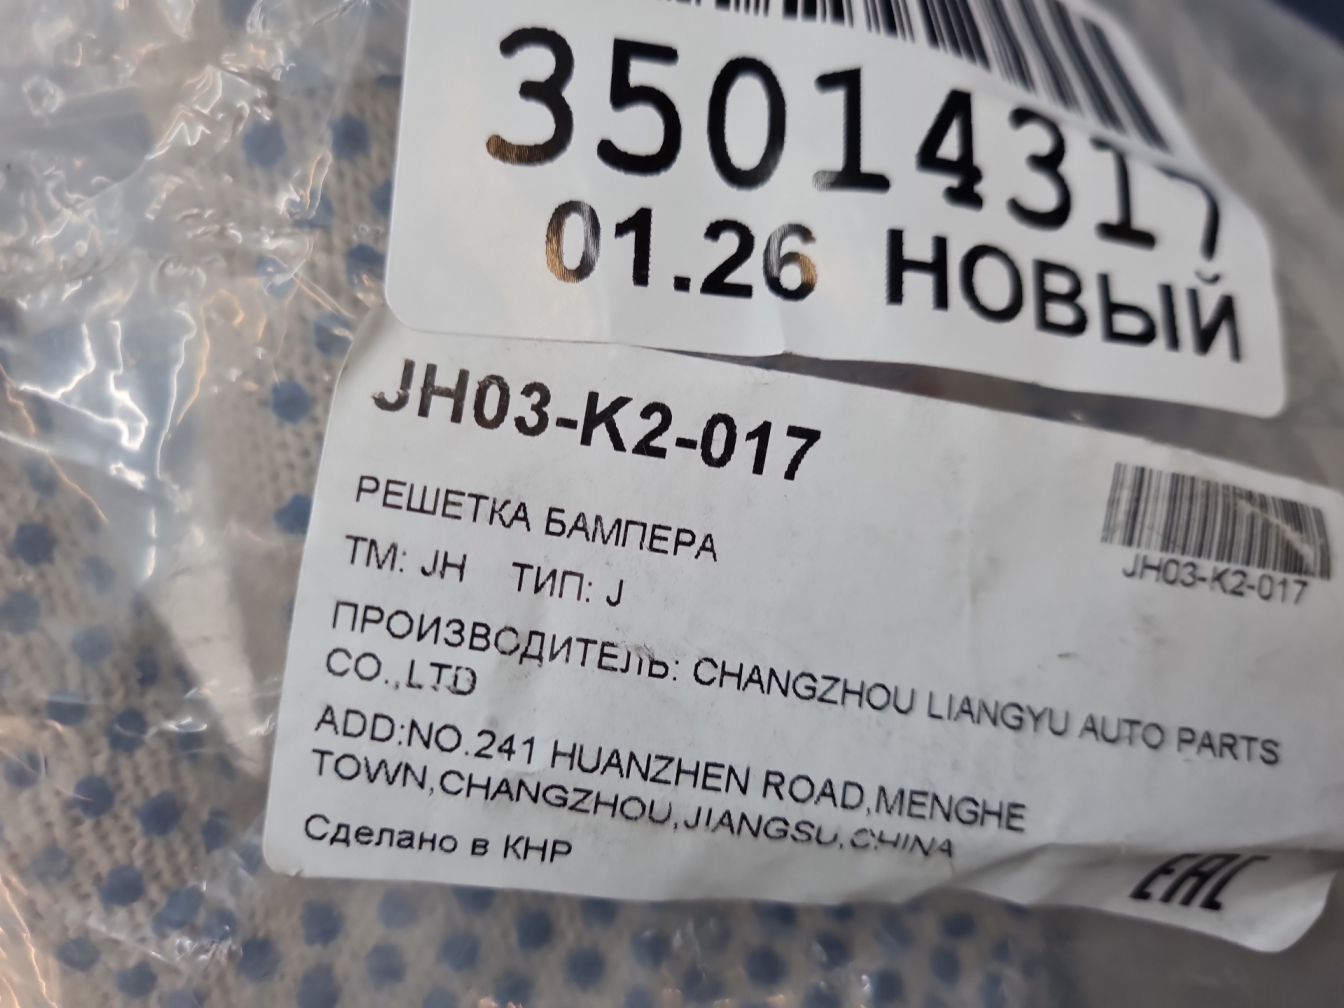 35014317
01.26 НОВЫЙ
JH03-K2-017
РЕШЕТКА БАМПЕРА
ТМ: JH ТИП: J
ПРОИЗВОДИТЕЛЬ: CHANGZHOU LIANGYU AUTO PARTS
CO.,LTD
ADD:NO.241 HUANZHEN ROAD,MENGHE
TOWN,CHANGZHOU,JIANGSU,CHINA
Сделано в КНР
JH03-K2-017
EAC